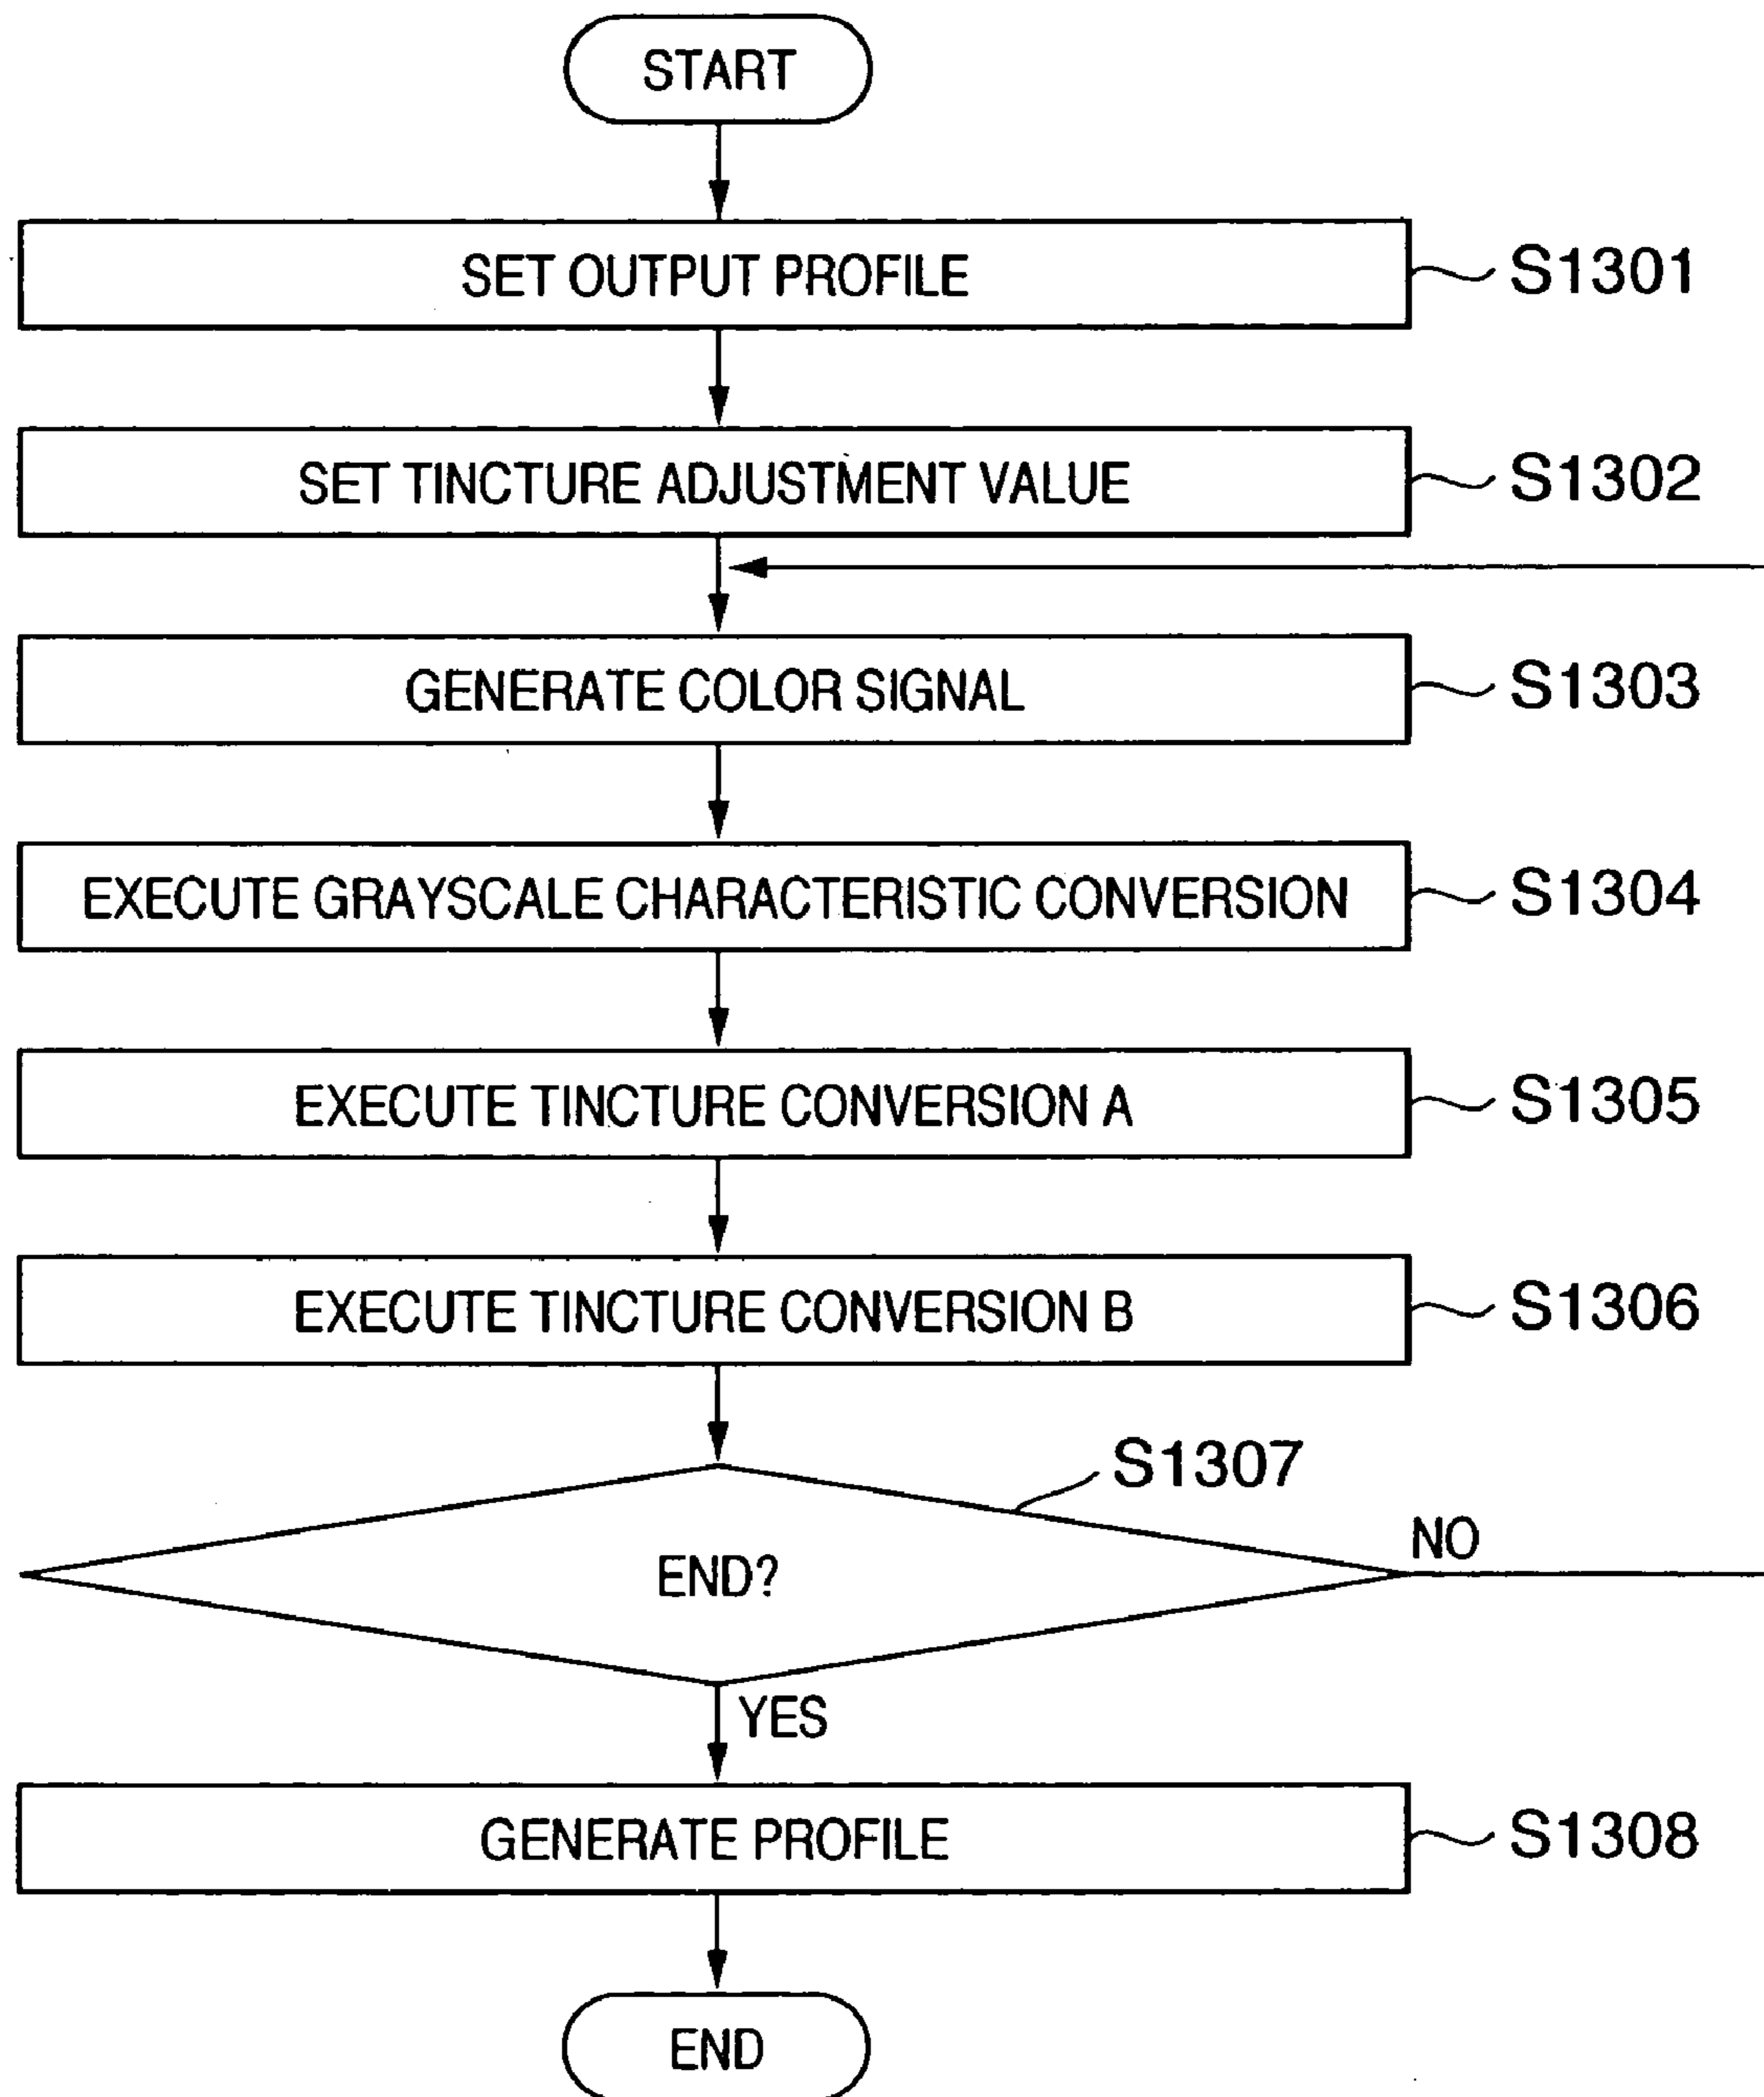 START
SET OUTPUT PROFILE
S1301
SET TINCTURE ADJUSTMENT VALUE
S1302
GENERATE COLOR SIGNAL
S1303
EXECUTE GRAYSCALE CHARACTERISTIC CONVERSION
S1304
EXECUTE TINCTURE CONVERSION A
S1305
EXECUTE TINCTURE CONVERSION B
S1306
S1307
END?
NO
YES
GENERATE PROFILE
S1308
END